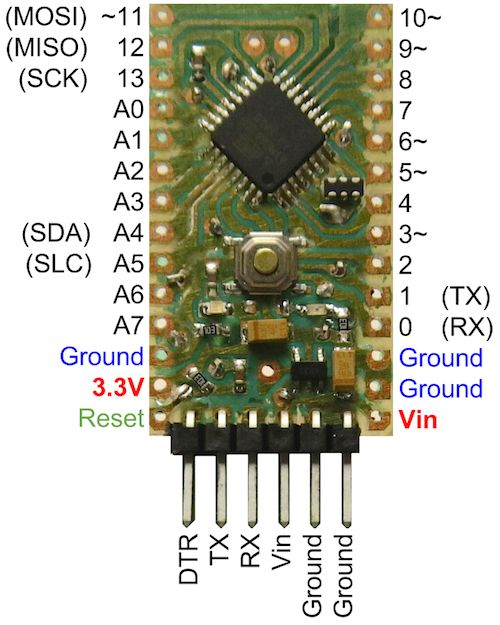 (MOSI) ~11 10~
(MISO) 12 9~
(SCK) 13 8
A0 7
A1 6~
A2 5~
A3 4
(SDA) A4 3~
(SLC) A5 2
A6 1 (TX)
A7 0 (RX)
Ground Ground
3.3V Ground
Reset Vin
DTR
TX
RX
Vin
Ground
Ground